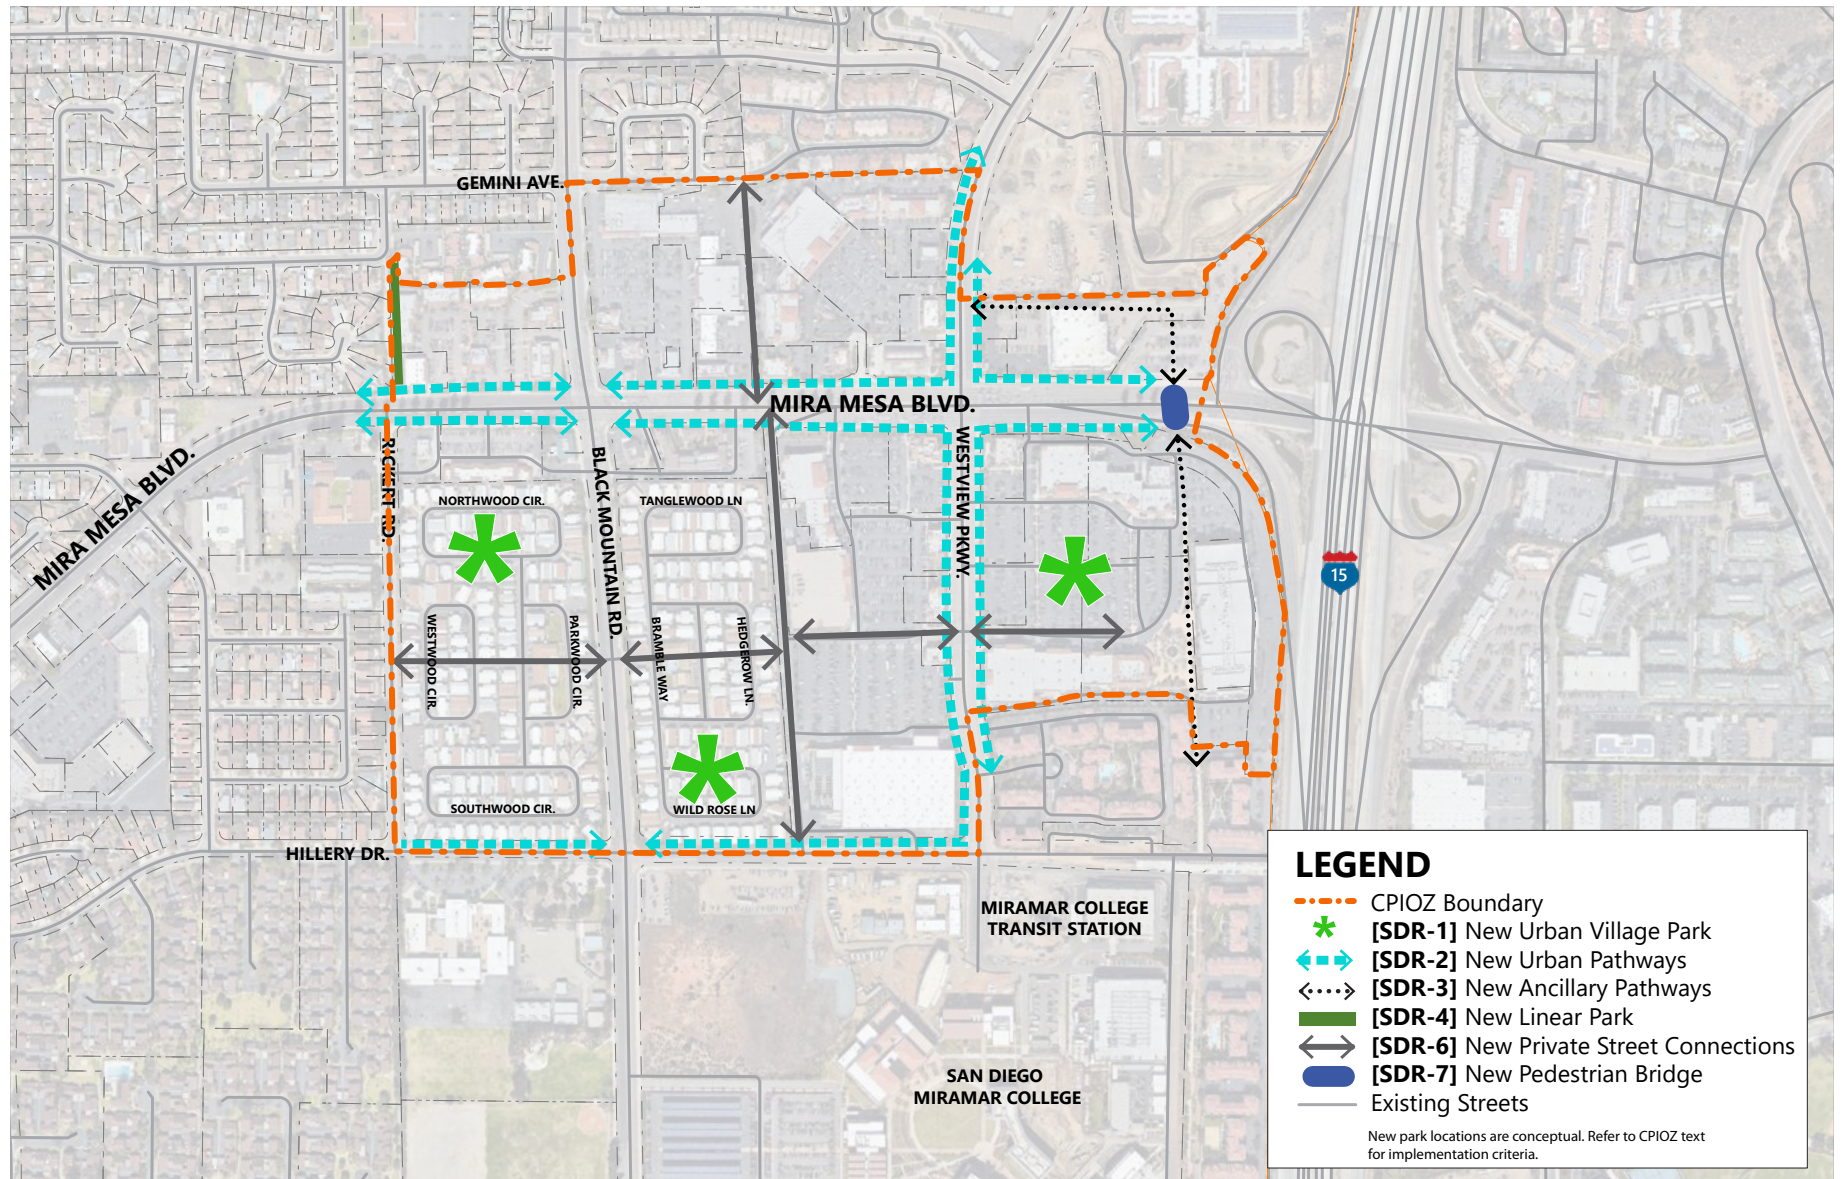 GEMINI AVE.
MIRA MESA BLVD.
MIRA MESA BLVD.
RICKERT RD.
BLACK MOUNTAIN RD.
WESTVIEW PKWY.
NORTHWOOD CIR.
TANGLEWOOD LN
WESTWOOD CIR.
PARKWOOD CIR.
BRAMBLE WAY
HEDGEROW LN.
15
SOUTHWOOD CIR.
WILD ROSE LN
HILLERY DR.
MIRAMAR COLLEGE
TRANSIT STATION
SAN DIEGO
MIRAMAR COLLEGE
LEGEND
CPIOZ Boundary
[SDR-1] New Urban Village Park
[SDR-2] New Urban Pathways
[SDR-3] New Ancillary Pathways
[SDR-4] New Linear Park
[SDR-6] New Private Street Connections
[SDR-7] New Pedestrian Bridge
Existing Streets
New park locations are conceptual. Refer to CPIOZ text
for implementation criteria.